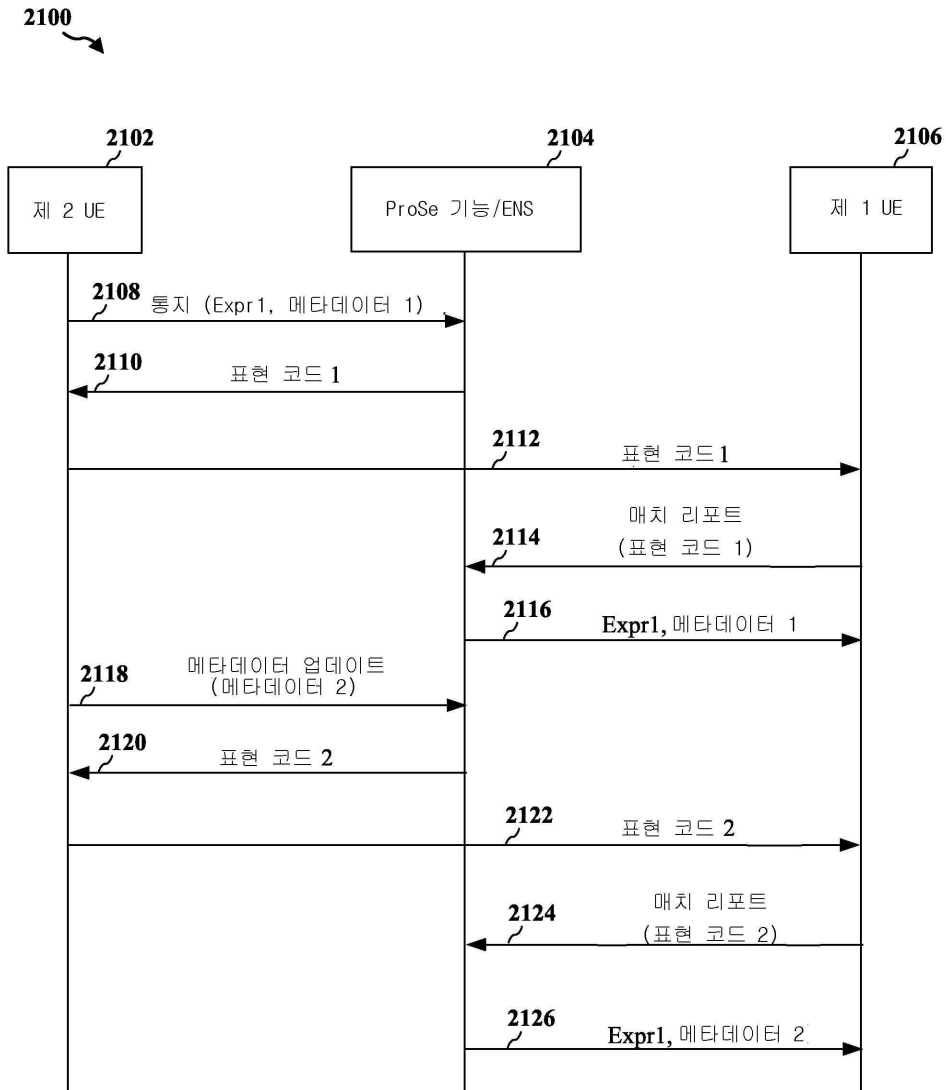 2100
2102
2104
2106
제 2 UE
ProSe 기능/ENS
제 1 UE
2108
통지 (Expr1, 메타데이터 1)
2110
표현 코드 1
2112
표현 코드 1
매치 리포트
2114
(표현 코드 1)
2116
Expr1, 메타데이터 1
메타데이터 업데이트
2118
(메타데이터 2)
2120
표현 코드 2
2122
표현 코드 2
매치 리포트
2124
(표현 코드 2)
2126
Expr1, 메타데이터 2